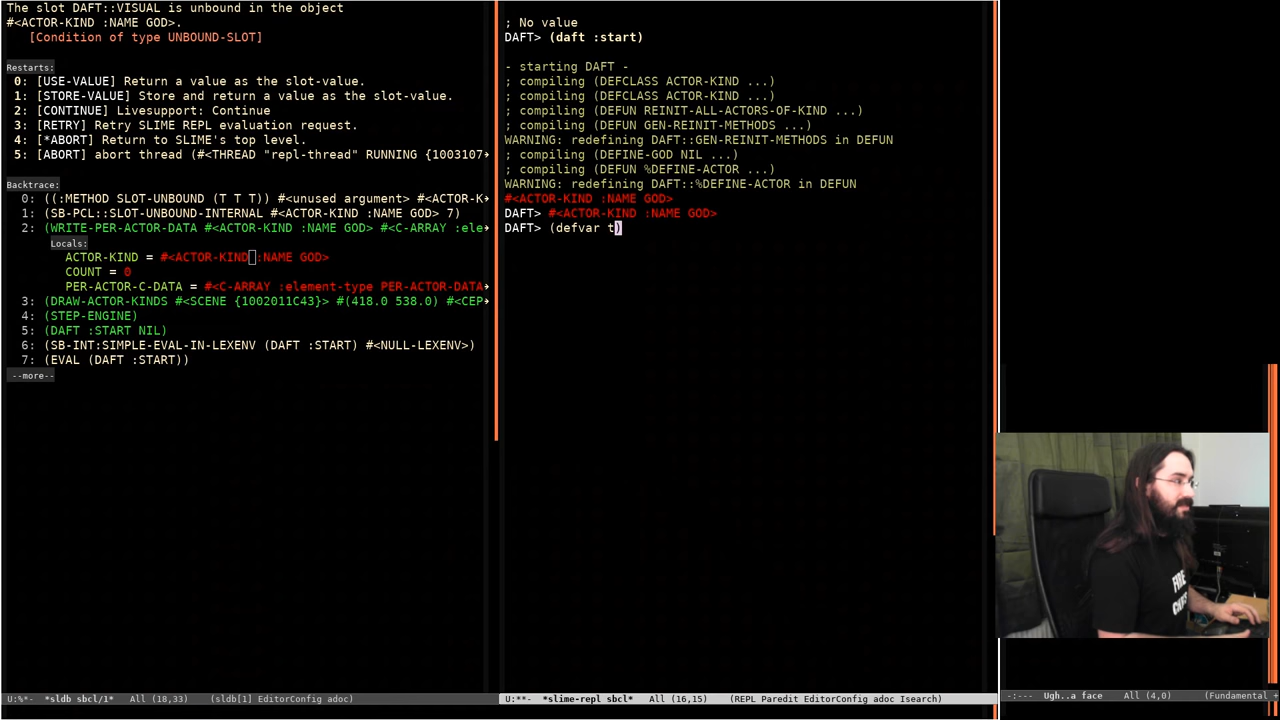 The slot DAFT::VISUAL is unbound in the object
#<ACTOR-KIND :NAME GOD>.
[Condition of type UNBOUND-SLOT]
Restarts:
0: [USE-VALUE] Return a value as the slot-value.
1: [STORE-VALUE] Store and return a value as the slot-value.
2: [CONTINUE] Livesupport: Continue
3: [RETRY] Retry SLIME REPL evaluation request.
4: [*ABORT] Return to SLIME's top level.
5: [ABORT] abort thread (#<THREAD "repl-thread" RUNNING {1003107
Backtrace:
0: ((:METHOD SLOT-UNBOUND (T T T)) #<unused argument> #<ACTOR-K
1: (SB-PCL::SLOT-UNBOUND-INTERNAL #<ACTOR-KIND :NAME GOD> 7)
2: (WRITE-PER-ACTOR-DATA #<ACTOR-KIND :NAME GOD> #<C-ARRAY :ele
Locals:
ACTOR-KIND = #<ACTOR-KIND :NAME GOD>
COUNT = 0
PER-ACTOR-C-DATA = #<C-ARRAY :element-type PER-ACTOR-DATA
3: (DRAW-ACTOR-KINDS #<SCENE {1002011C43}> #(418.0 538.0) #<CEP
4: (STEP-ENGINE)
5: (DAFT :START NIL)
6: (SB-INT:SIMPLE-EVAL-IN-LEXENV (DAFT :START) #<NULL-LEXENV>)
7: (EVAL (DAFT :START))
--more--
U:%*- *sldb sbcl/1* All (18,33) (sldb[1] EditorConfig adoc)
; No value
DAFT> (daft :start)
- starting DAFT -
; compiling (DEFCLASS ACTOR-KIND ...)
; compiling (DEFCLASS ACTOR-KIND ...)
; compiling (DEFUN REINIT-ALL-ACTORS-OF-KIND ...)
; compiling (DEFUN GEN-REINIT-METHODS ...)
WARNING: redefining DAFT::GEN-REINIT-METHODS in DEFUN
; compiling (DEFINE-GOD NIL ...)
; compiling (DEFUN %DEFINE-ACTOR ...)
WARNING: redefining DAFT::%DEFINE-ACTOR in DEFUN
#<ACTOR-KIND :NAME GOD>
DAFT> #<ACTOR-KIND :NAME GOD>
DAFT> (defvar t)
U:**- *slime-repl sbcl* All (16,15) (REPL Paredit EditorConfig adoc Isearch)
FIRE
-:--- Ugh..a face All (4,0) (Fundamental +